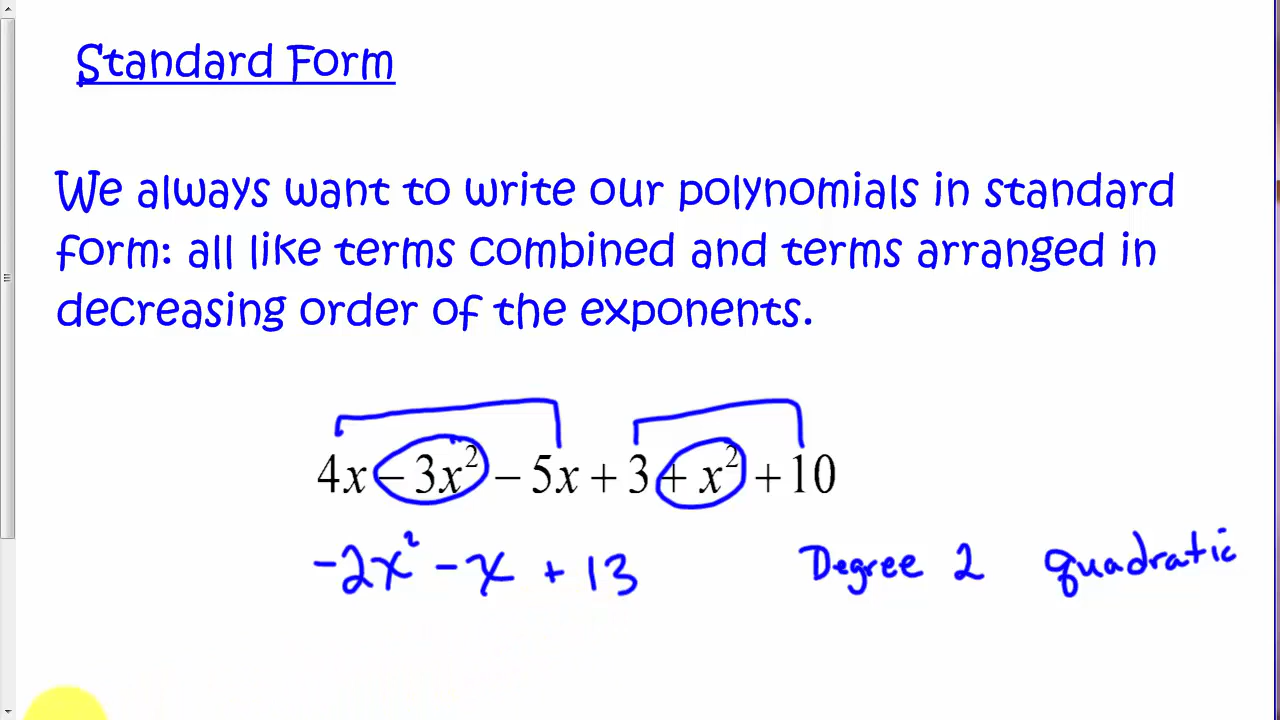 Standard Form
We always want to write our polynomials in standard
form: all like terms combined and terms arranged in
decreasing order of the exponents.
4x − 3x² − 5x + 3 + x² + 10
-2x² - x + 13 Degree 2 quadratic